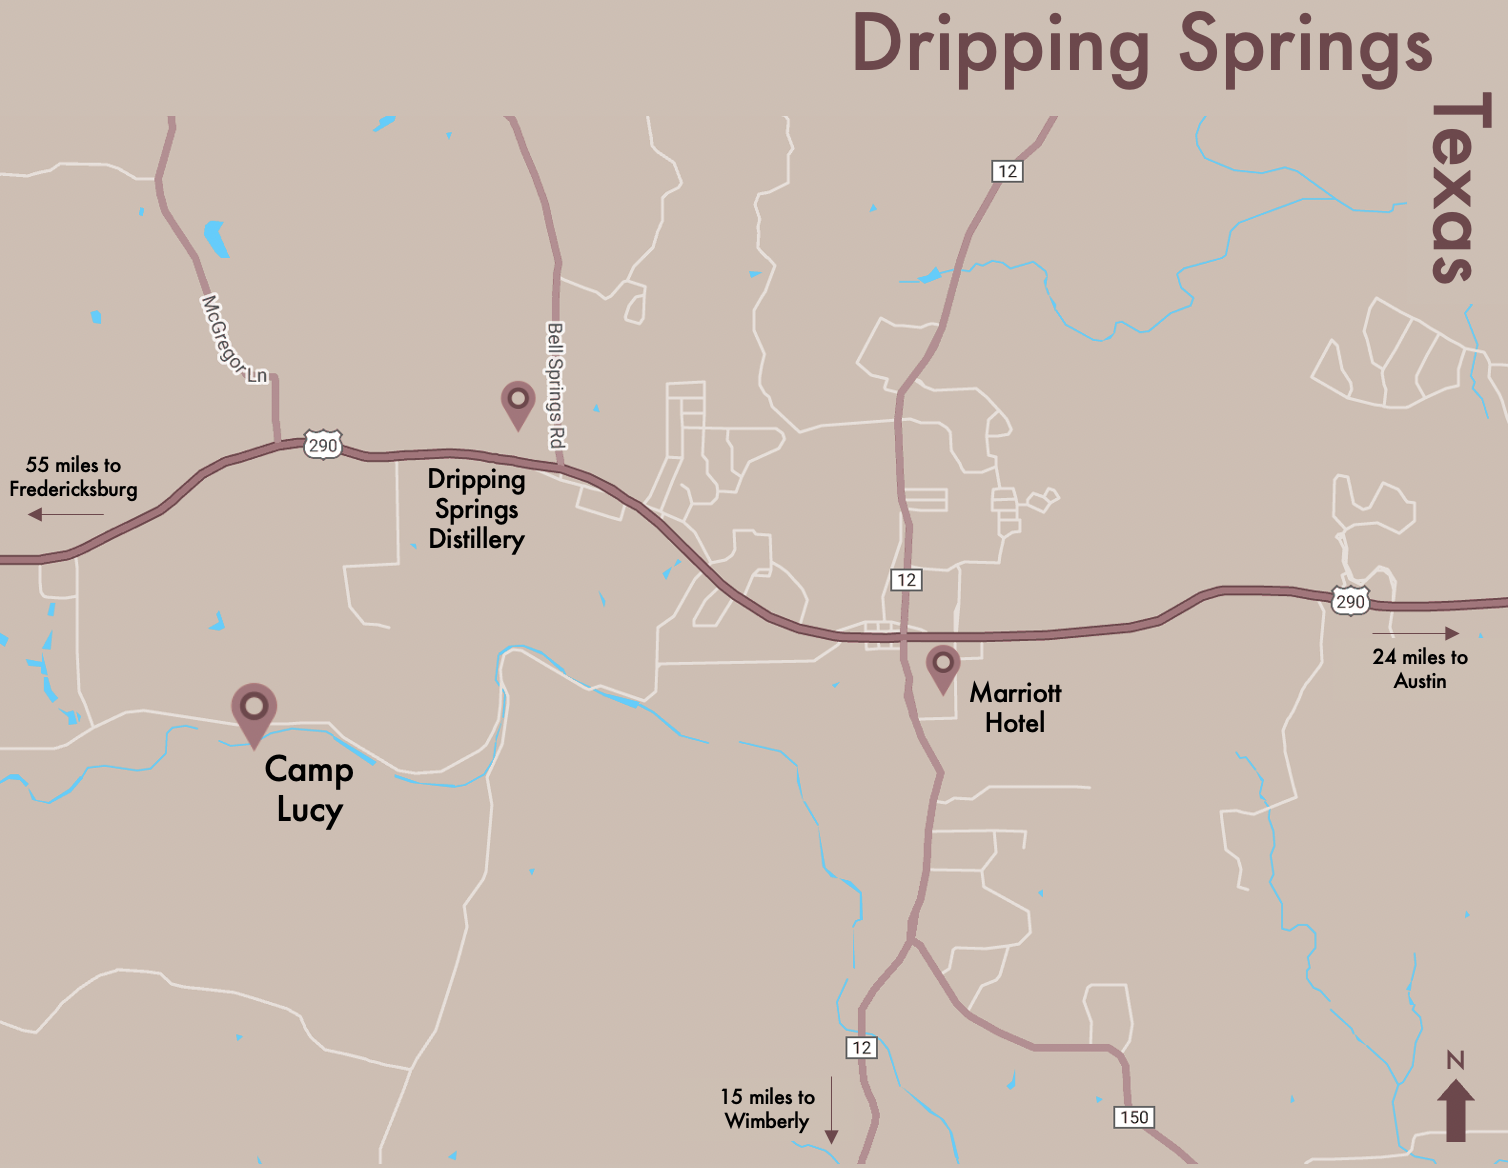 Dripping Springs
Texas
12
McGregor Ln
Bell Springs Rd
290
55 miles to
Fredericksburg
Dripping
Springs
Distillery
12
290
24 miles to
Austin
Marriott
Hotel
Camp
Lucy
12
N
15 miles to
Wimberly
150